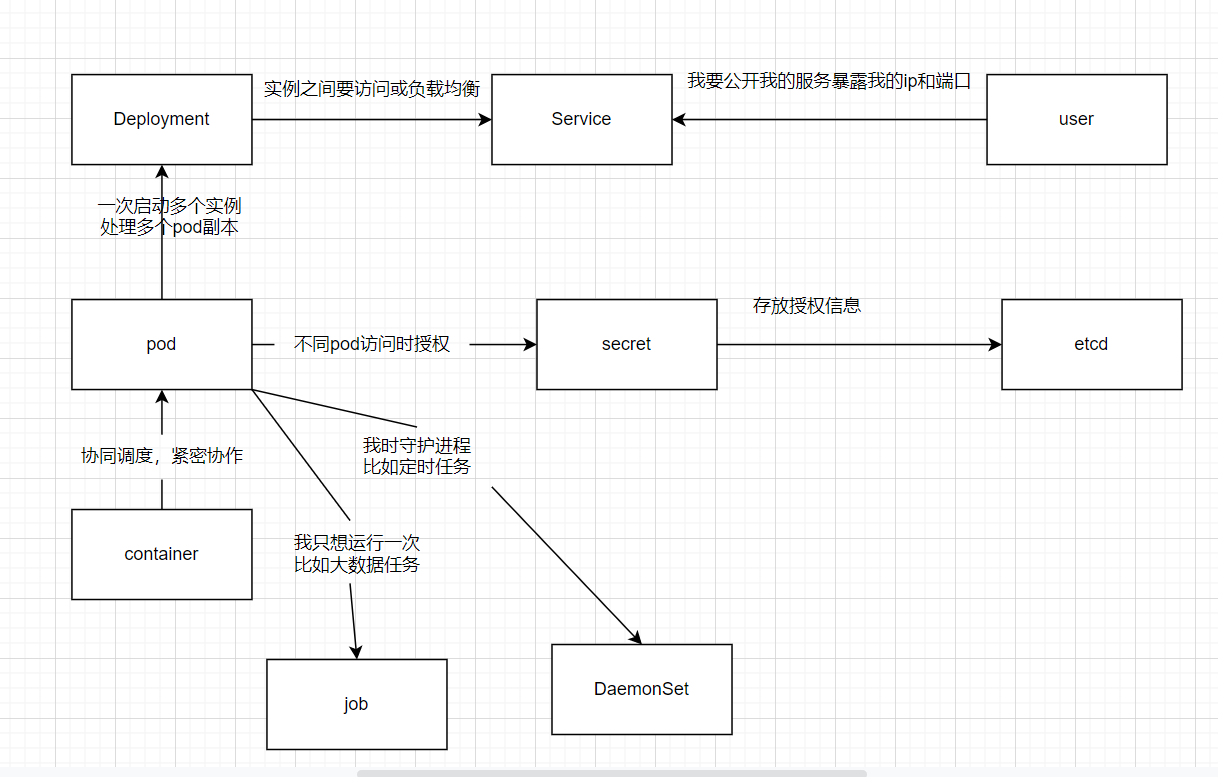 实例之间要访问或负载均衡
我要公开我的服务暴露我的ip和端口
Deployment
Service
user
一次启动多个实例
处理多个pod副本
存放授权信息
pod
不同pod访问时授权
secret
etcd
协同调度，紧密协作
我时守护进程
比如定时任务
container
我只想运行一次
比如大数据任务
job
DaemonSet